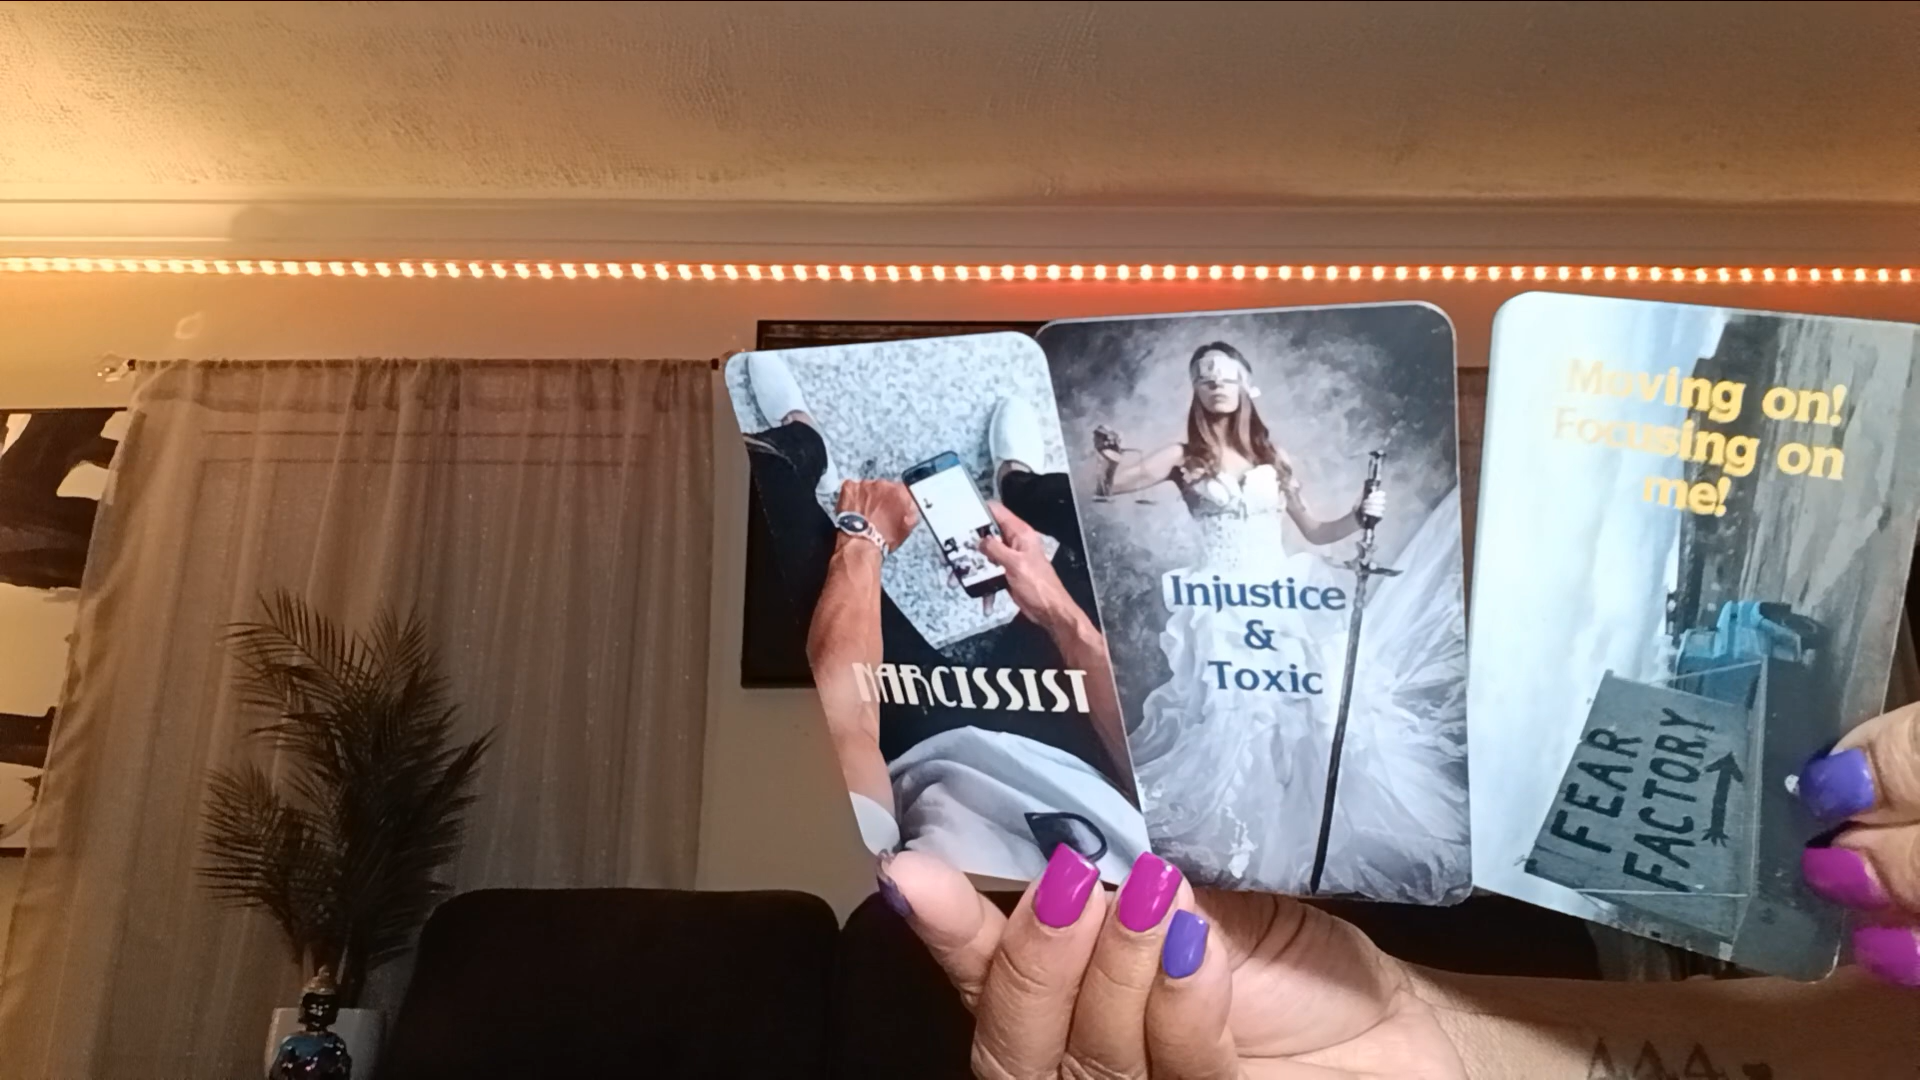 NARCISSIST
Injustice
&
Toxic
Moving on!
Focusing on
me!
FEAR
FACTORY